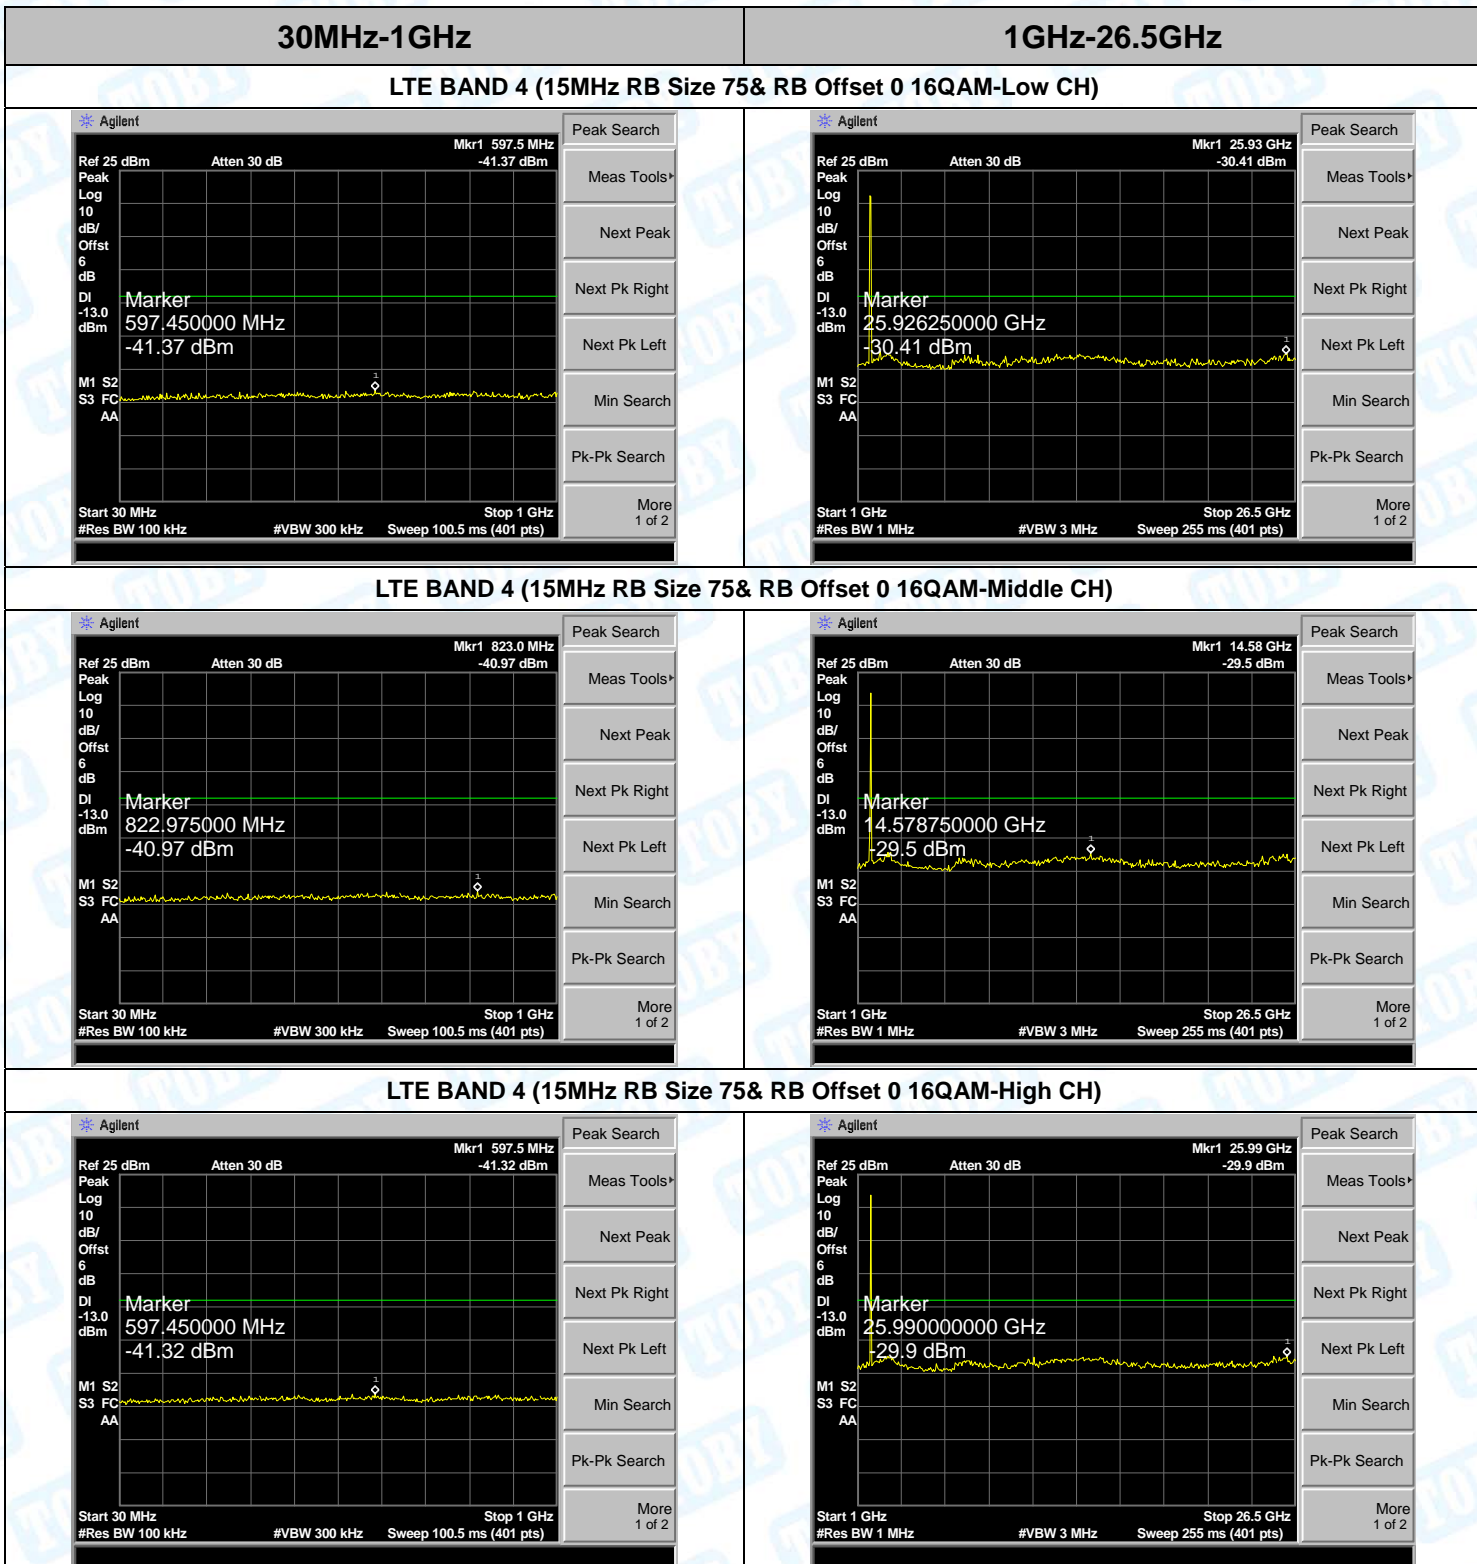 30MHz-1GHz
1GHz-26.5GHz
LTE BAND 4 (15MHz RB Size 75& RB Offset 0 16QAM-Low CH)
Agilent
Peak Search
Mkr1 597.5 MHz
Ref 25 dBm Atten 30 dB -41.37 dBm
Peak
Log
10
dB/
Offst
6
dB
DI
-13.0
dBm
Marker
597.450000 MHz
-41.37 dBm
1
M1 S2
S3 FC
AA
Start 30 MHz Stop 1 GHz
#Res BW 100 kHz #VBW 300 kHz Sweep 100.5 ms (401 pts)
Meas Tools
Next Peak
Next Pk Right
Next Pk Left
Min Search
Pk-Pk Search
More
1 of 2
Agilent
Peak Search
Mkr1 25.93 GHz
Ref 25 dBm Atten 30 dB -30.41 dBm
Peak
Log
10
dB/
Offst
6
dB
DI
-13.0
dBm
Marker
25.926250000 GHz
-30.41 dBm
1
M1 S2
S3 FC
AA
Start 1 GHz Stop 26.5 GHz
#Res BW 1 MHz #VBW 3 MHz Sweep 255 ms (401 pts)
Meas Tools
Next Peak
Next Pk Right
Next Pk Left
Min Search
Pk-Pk Search
More
1 of 2
LTE BAND 4 (15MHz RB Size 75& RB Offset 0 16QAM-Middle CH)
Agilent
Peak Search
Mkr1 823.0 MHz
Ref 25 dBm Atten 30 dB -40.97 dBm
Peak
Log
10
dB/
Offst
6
dB
DI
-13.0
dBm
Marker
822.975000 MHz
-40.97 dBm
1
M1 S2
S3 FC
AA
Start 30 MHz Stop 1 GHz
#Res BW 100 kHz #VBW 300 kHz Sweep 100.5 ms (401 pts)
Meas Tools
Next Peak
Next Pk Right
Next Pk Left
Min Search
Pk-Pk Search
More
1 of 2
Agilent
Peak Search
Mkr1 14.58 GHz
Ref 25 dBm Atten 30 dB -29.5 dBm
Peak
Log
10
dB/
Offst
6
dB
DI
-13.0
dBm
Marker
14.578750000 GHz
-29.5 dBm
1
M1 S2
S3 FC
AA
Start 1 GHz Stop 26.5 GHz
#Res BW 1 MHz #VBW 3 MHz Sweep 255 ms (401 pts)
Meas Tools
Next Peak
Next Pk Right
Next Pk Left
Min Search
Pk-Pk Search
More
1 of 2
LTE BAND 4 (15MHz RB Size 75& RB Offset 0 16QAM-High CH)
Agilent
Peak Search
Mkr1 597.5 MHz
Ref 25 dBm Atten 30 dB -41.32 dBm
Peak
Log
10
dB/
Offst
6
dB
DI
-13.0
dBm
Marker
597.450000 MHz
-41.32 dBm
1
M1 S2
S3 FC
AA
Start 30 MHz Stop 1 GHz
#Res BW 100 kHz #VBW 300 kHz Sweep 100.5 ms (401 pts)
Meas Tools
Next Peak
Next Pk Right
Next Pk Left
Min Search
Pk-Pk Search
More
1 of 2
Agilent
Peak Search
Mkr1 25.99 GHz
Ref 25 dBm Atten 30 dB -29.9 dBm
Peak
Log
10
dB/
Offst
6
dB
DI
-13.0
dBm
Marker
25.990000000 GHz
-29.9 dBm
1
M1 S2
S3 FC
AA
Start 1 GHz Stop 26.5 GHz
#Res BW 1 MHz #VBW 3 MHz Sweep 255 ms (401 pts)
Meas Tools
Next Peak
Next Pk Right
Next Pk Left
Min Search
Pk-Pk Search
More
1 of 2
TOBY